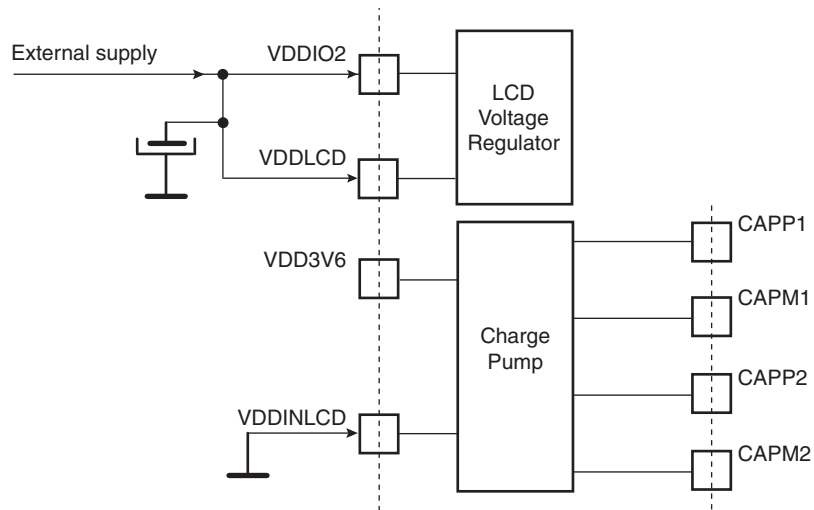 External supply
VDDIO2
LCD
Voltage
Regulator
VDDLCD
VDD3V6
Charge
Pump
VDDINLCD
CAPP1
CAPM1
CAPP2
CAPM2